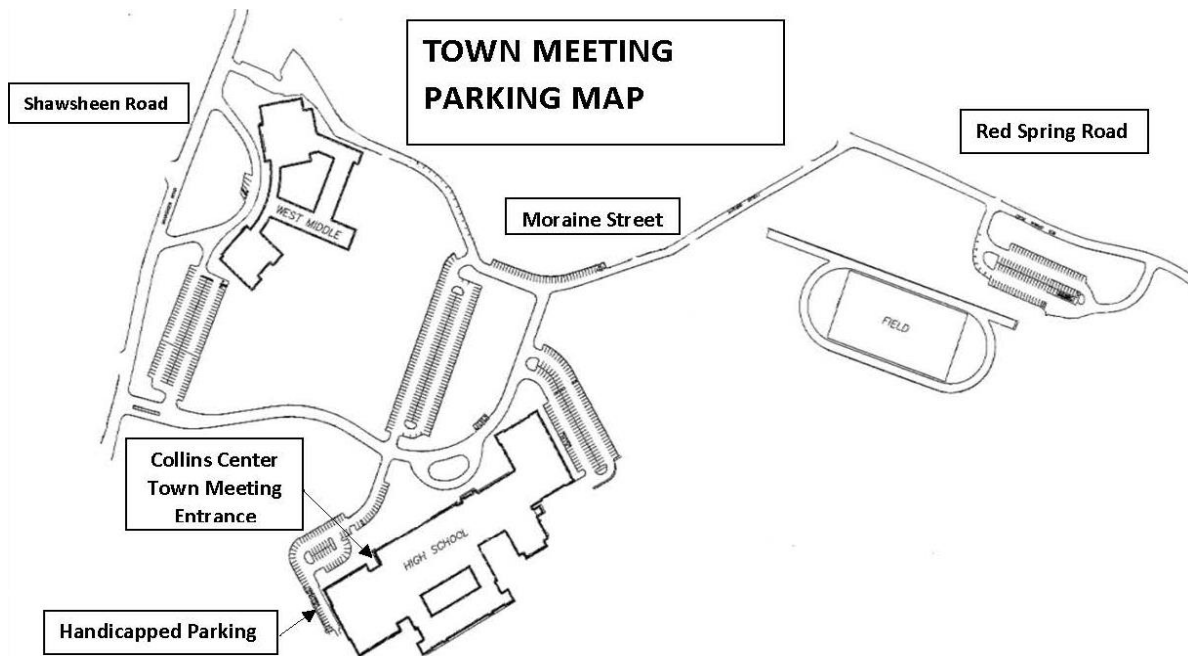 TOWN MEETING
PARKING MAP
Shawsheen Road
Red Spring Road
Moraine Street
WEST MIDDLE
FIELD
Collins Center
Town Meeting
Entrance
HIGH SCHOOL
Handicapped Parking